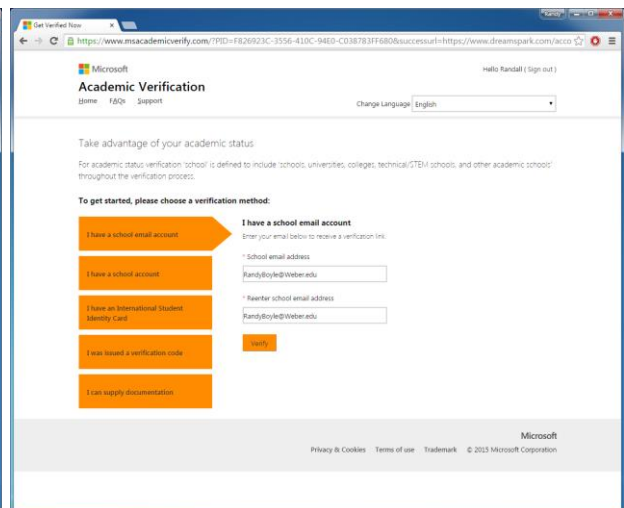 Get Verified Now
Randy
https://www.msacademicverify.com/?PID=F826923C-3556-410C-94E0-C038783FF680&successurl=https://www.dreamspark.com/acco
Microsoft
Hello Randall ( Sign out )
Academic Verification
Home FAQs Support
Change Language English
Take advantage of your academic status
For academic status verification 'school' is defined to include 'schools, universities, colleges, technical/STEM schools, and other academic schools'
throughout the verification process.
To get started, please choose a verification method:
I have a school email account
I have a school account
I have an International Student
Identity Card
I was issued a verification code
I can supply documentation
I have a school email account
Enter your email below to receive a verification link.
* School email address
RandyBoyle@Weber.edu
* Reenter school email address
RandyBoyle@Weber.edu
Verify
Microsoft
Privacy & Cookies Terms of use Trademark © 2015 Microsoft Corporation